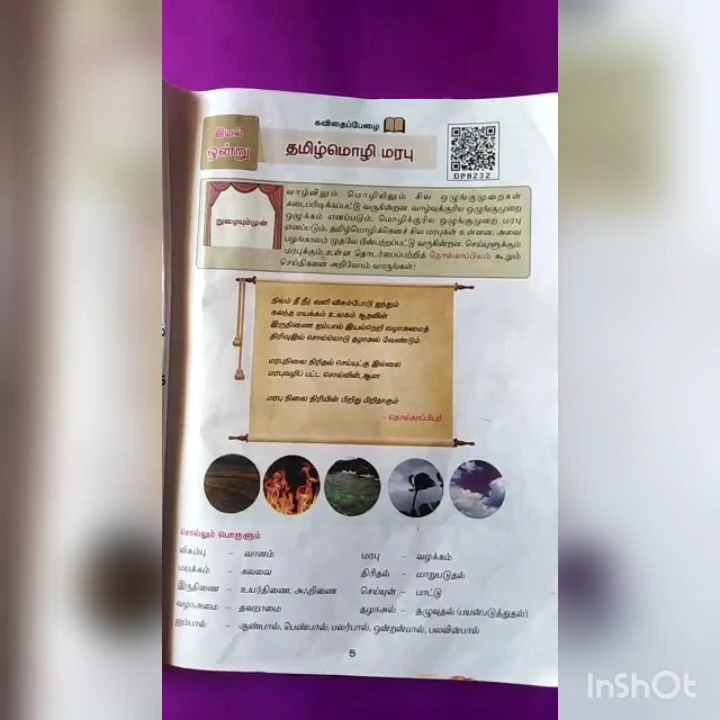 கவிதைப்பேழை
இயல்
ஒன்று
தமிழ்மொழி மரபு
DP8232
நுழையும்முன்
வாழ்விலும் மொழியிலும் சில ஒழுங்குமுறைகள்
கடைப்பிடிக்கப்பட்டு வருகின்றன. வாழ்வுக்குரிய ஒழுங்குமுறை
ஒழுக்கம் எனப்படும். மொழிக்குரிய ஒழுங்குமுறை மரபு
எனப்படும். தமிழ்மொழிக்கெனச் சில மரபுகள் உள்ளன. அவை
பழங்காலம் முதலே பின்பற்றப்பட்டு வருகின்றன. செய்யுளுக்கும்
மரபுக்கும் உள்ள தொடர்பைப்பற்றித் தொல்காப்பியம் கூறும்
செய்திகளை அறிவோம் வாருங்கள்!
நிலம் தீ நீர் வளி விசும்போடு ஐந்தும்
கலந்த மயக்கம் உலகம் ஆதலின்
இருதிணை ஐம்பால் இயல்நெறி வழாஅமைத்
திரிவுஇல் சொல்லொடு தழாஅல் வேண்டும்
மரபுநிலை திரிதல் செய்யுட்கு இல்லை
மரபுவழிப் பட்ட சொல்லின்ஆன
மரபு நிலை திரியின் பிறிது பிறிதாகும்
– தொல்காப்பியர்
சொல்லும் பொருளும்
விசும்பு – வானம் மரபு – வழக்கம்
மயக்கம் – கலவை திரிதல் – மாறுபடுதல்
இருதிணை – உயர்திணை, அஃறிணை செய்யுள் – பாட்டு
வழாஅமை – தவறாமை தழாஅல் – தழுவுதல் (பயன்படுத்துதல்)
ஐம்பால் – ஆண்பால், பெண்பால், பலர்பால், ஒன்றன்பால், பலவின்பால்
5
InShOt